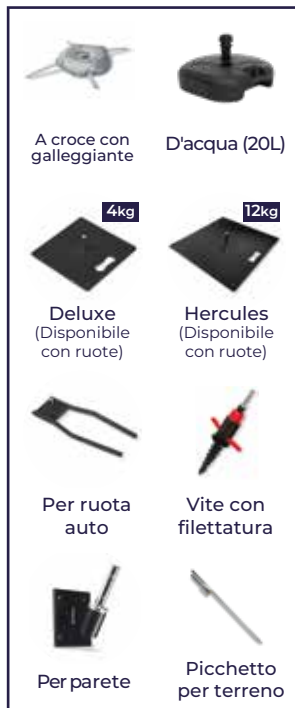 A croce con
galleggiante
D'acqua (20L)
4kg
12kg
Deluxe
(Disponibile
con ruote)
Hercules
(Disponibile
con ruote)
Per ruota
auto
Vite con
filettatura
Per parete
Picchetto
per terreno